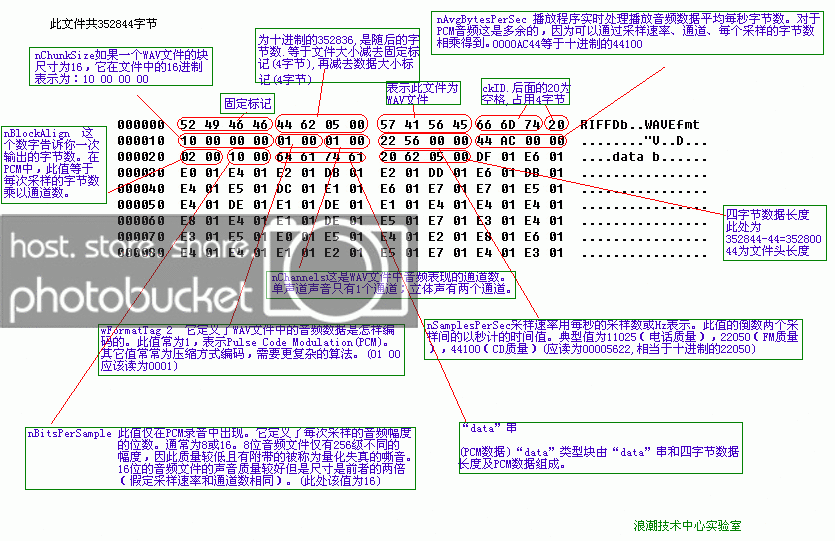 此文件共352844字节
nChunkSize如果一个WAV文件的块
尺寸为16，它在文件中的16进制
表示为：10 00 00 00
为十进制的352836,是随后的字
节数.等于文件大小减去固定标
记(4字节),再减去数据大小标
记(4字节)
nAvgBytesPerSec 播放程序实时处理播放音频数据平均每秒字节数。对于
PCM音频这是多余的，因为可以通过采样速率、通道、每个采样的字节数
相乘得到。0000AC44等于十进制的44100
固定标记
表示此文件为
WAV文件
ckID.后面的20为
空格,占用4字节
nBlockAlign 这
个数字告诉你一次
输出的字节数。在
PCM中，此值等于
每次采样的字节数
乘以通道数。
000000 52 49 46 46 44 62 05 00 57 41 56 45 66 6D 74 20 RIFFDb..WAVEfmt
000010 10 00 00 00 01 00 01 00 22 56 00 00 44 AC 00 00 ........"V..D...
000020 02 00 10 00 64 61 74 61 20 62 05 00 DF 01 E6 01 ....data b......
000030 E0 01 E4 01 E2 01 DB 01 E2 01 DD 01 E6 01 DB 01 ................
000040 E4 01 E5 01 DC 01 E1 01 E6 01 E7 01 E7 01 E5 01 ................
000050 E4 01 DE 01 E1 01 DE 01 E1 01 E4 01 E4 01 E4 01 ................
000060 E8 01 E4 01 E1 01 DE 01 E5 01 E7 01 E3 01 E4 01 ................
000070 E3 01 E5 01 E0 01 E5 01 E4 01 E2 01 E8 01 E6 01 ................
000080 E4 01 E4 01 E1 01 E2 01 E5 01 E7 01 E4 01 E3 01 ................
四字节数据长度
此处为
352844-44=352800
44为文件头长度
host. store. share
photobucket
nChannels这是WAV文件中音频表现的通道数。
单声道声音只有1个通道；立体声有两个通道。
wFormatTag 2 它定义了WAV文件中的音频数据是怎样编
码的。此值常为1，表示Pulse Code Modulation(PCM)。
其它值常常为压缩方式编码，需要更复杂的算法。(01 00
应该读为0001)
nSamplesPerSec采样速率用每秒的采样数或Hz表示。此值的倒数两个采
样间的以秒计的时间值。典型值为11025（电话质量），22050（FM质量
），44100（CD质量）(应读为00005622,相当于十进制的22050)
nBitsPerSample 此值仅在PCM录音中出现。它定义了每次采样的音频幅度
的位数。通常为8或16。8位音频文件仅有256级不同的
幅度，因此质量较低且有附带的被称为量化失真的嘶音。
16位的音频文件的声音质量较好但是尺寸是前者的两倍
（假定采样速率和通道数相同）。(此处该值为16)
“data”串
(PCM数据)“data”类型块由“data”串和四字节数据
长度及PCM数据组成。
浪潮技术中心实验室